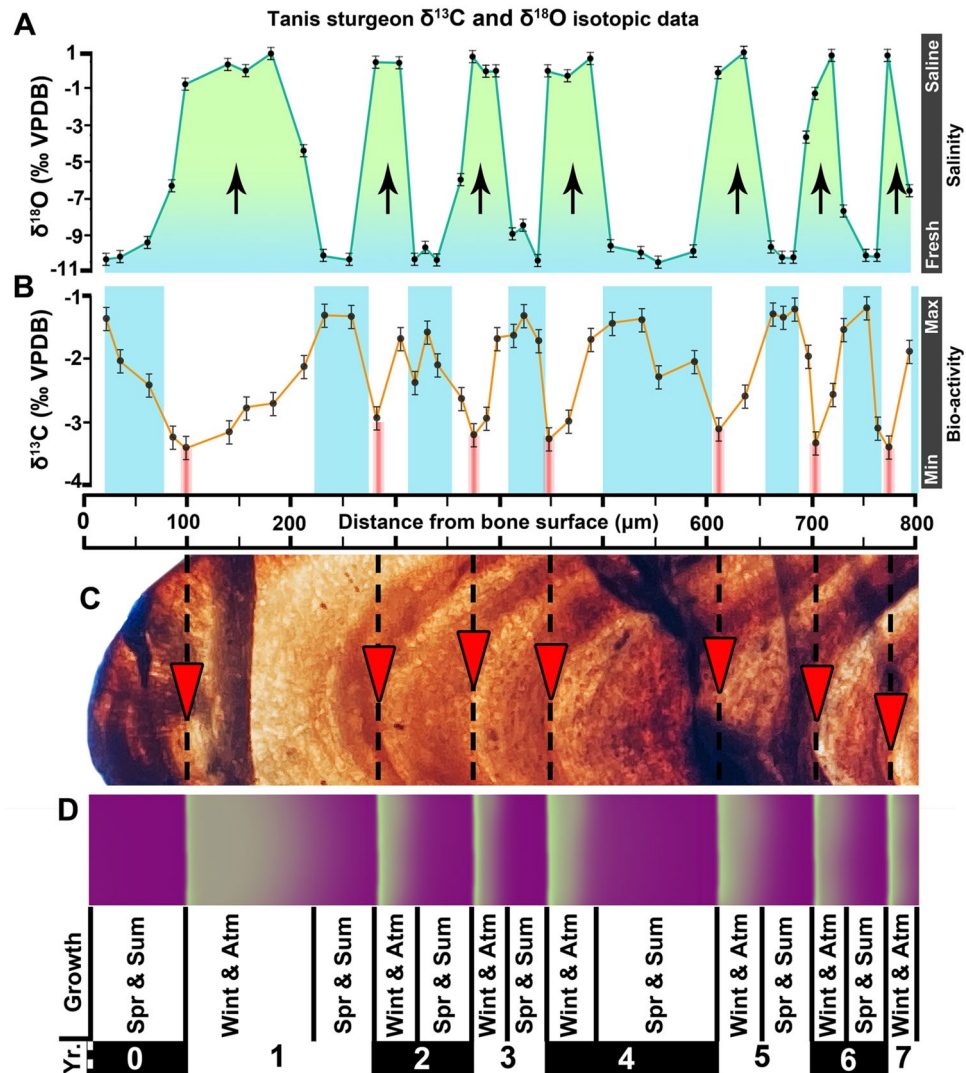 Tanis sturgeon δ¹³C and δ¹⁸O isotopic data
A
δ¹⁸O (‰ VPDB)
1
-1
-3
-5
-7
-9
-11
Saline
Fresh
Salinity
B
δ¹³C (‰ VPDB)
-1
-2
-3
-4
Max
Min
Bio-activity
0 100 200 Distance from bone surface (µm) 600 700 800
C
D
Growth
Spr & Sum
Wint & Atm
Spr & Sum
Wint & Atm
Spr & Sum
Wint & Atm
Spr & Sum
Wint & Atm
Spr & Sum
Wint & Atm
Spr & Sum
Wint & Atm
Spr & Sum
Wint & Atm
Yr. 0 1 2 3 4 5 6 7